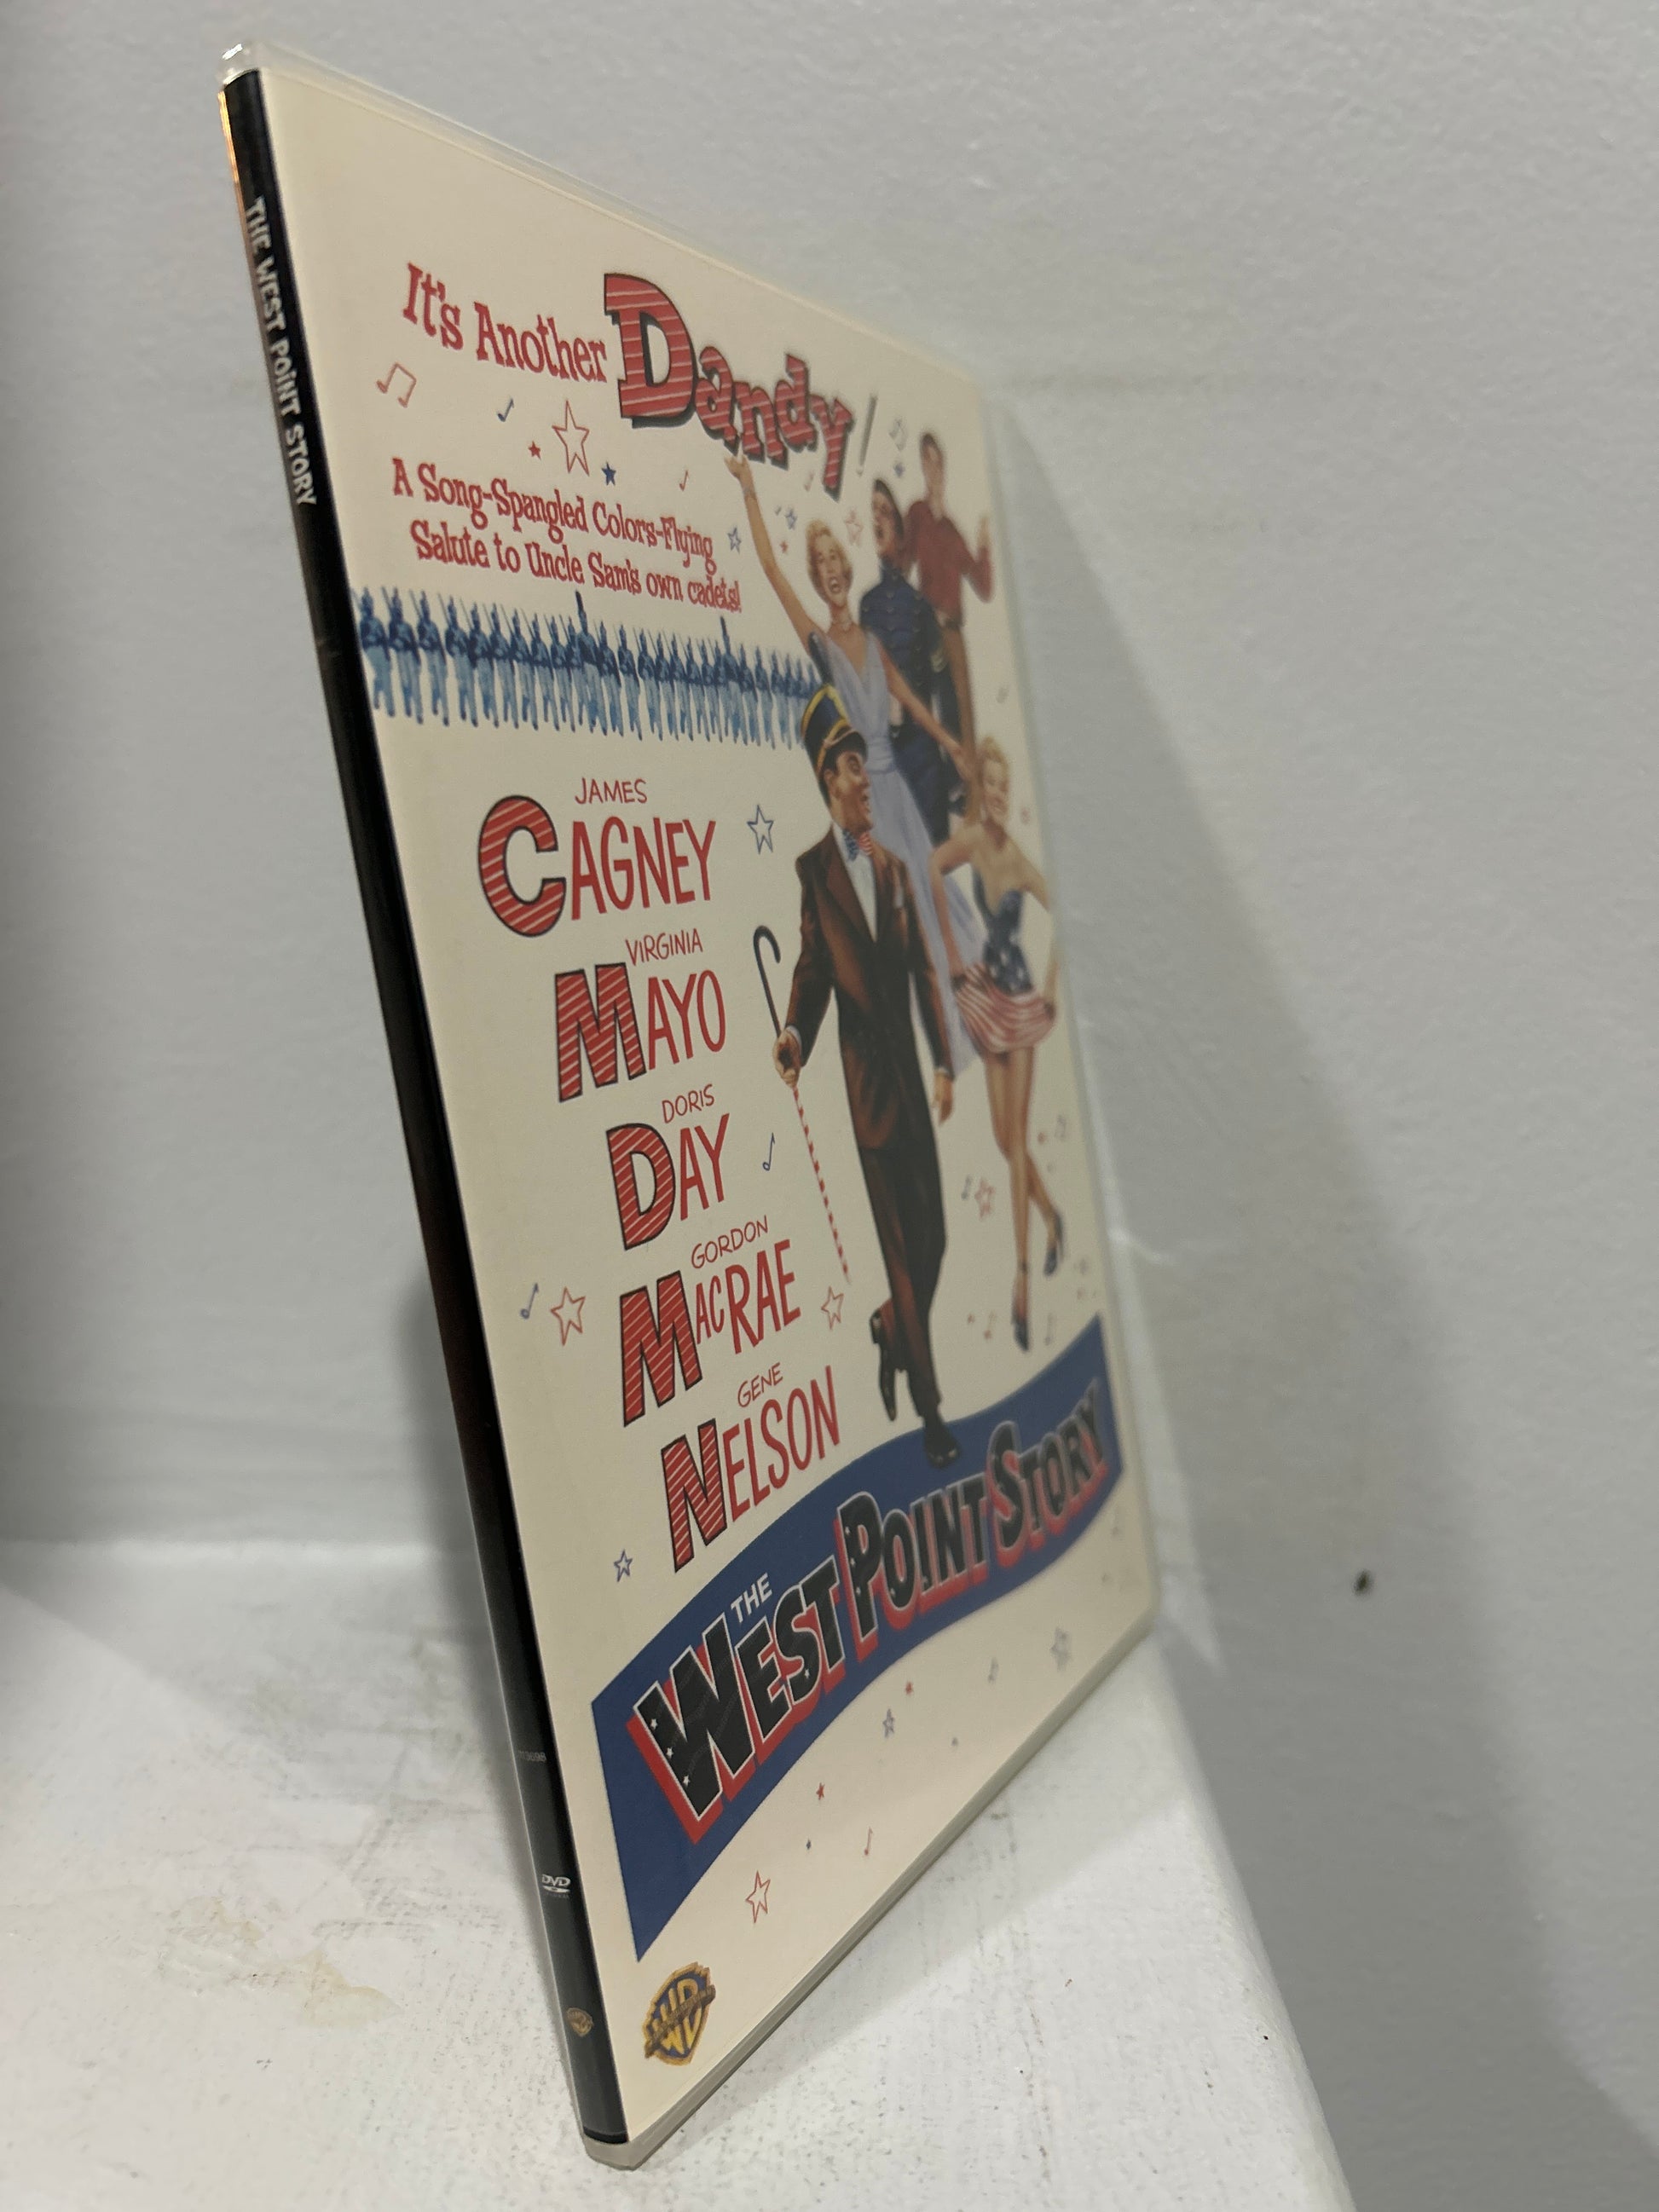 THE WEST POINT STORY
DVD
It's Another Dandy!
A Song-Spangled Colors-Flying
Salute to Uncle Sam's own cadets!
JAMES
CAGNEY
VIRGINIA
MAYO
DORIS
DAY
GORDON
MACRAE
GENE
NELSON
THE
WEST POINT STORY
WB